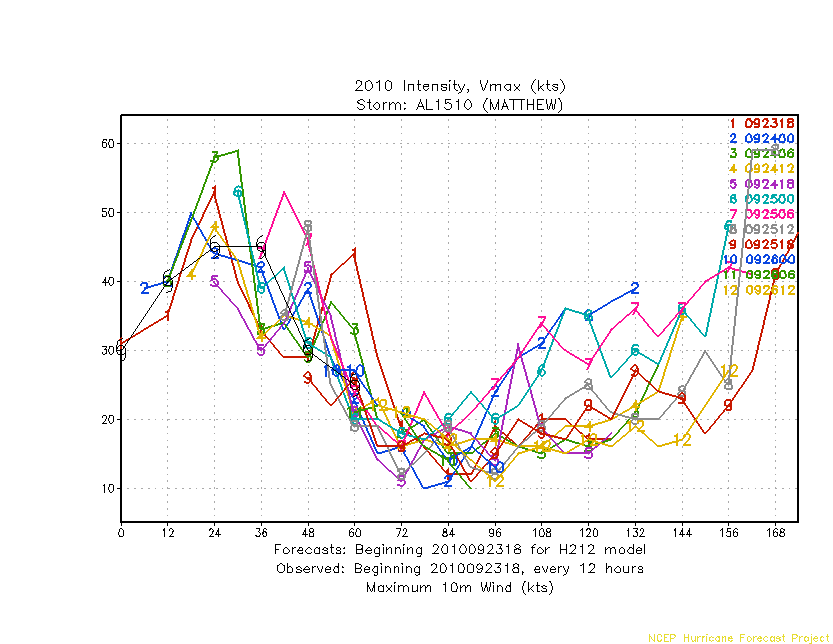 2010 Intensity, Vmax (kts)
Storm: AL1510 (MATTHEW)
1 092318
2 092400
3 092406
4 092412
5 092418
6 092500
7 092506
8 092512
9 092518
10 092600
11 092606
12 092612
60
50
40
30
20
10
0 12 24 36 48 60 72 84 96 108 120 132 144 156 168
Forecasts: Beginning 2010092318 for H212 model
Observed: Beginning 2010092318, every 12 hours
Maximum 10m Wind (kts)
NCEP Hurricane Forecast Project